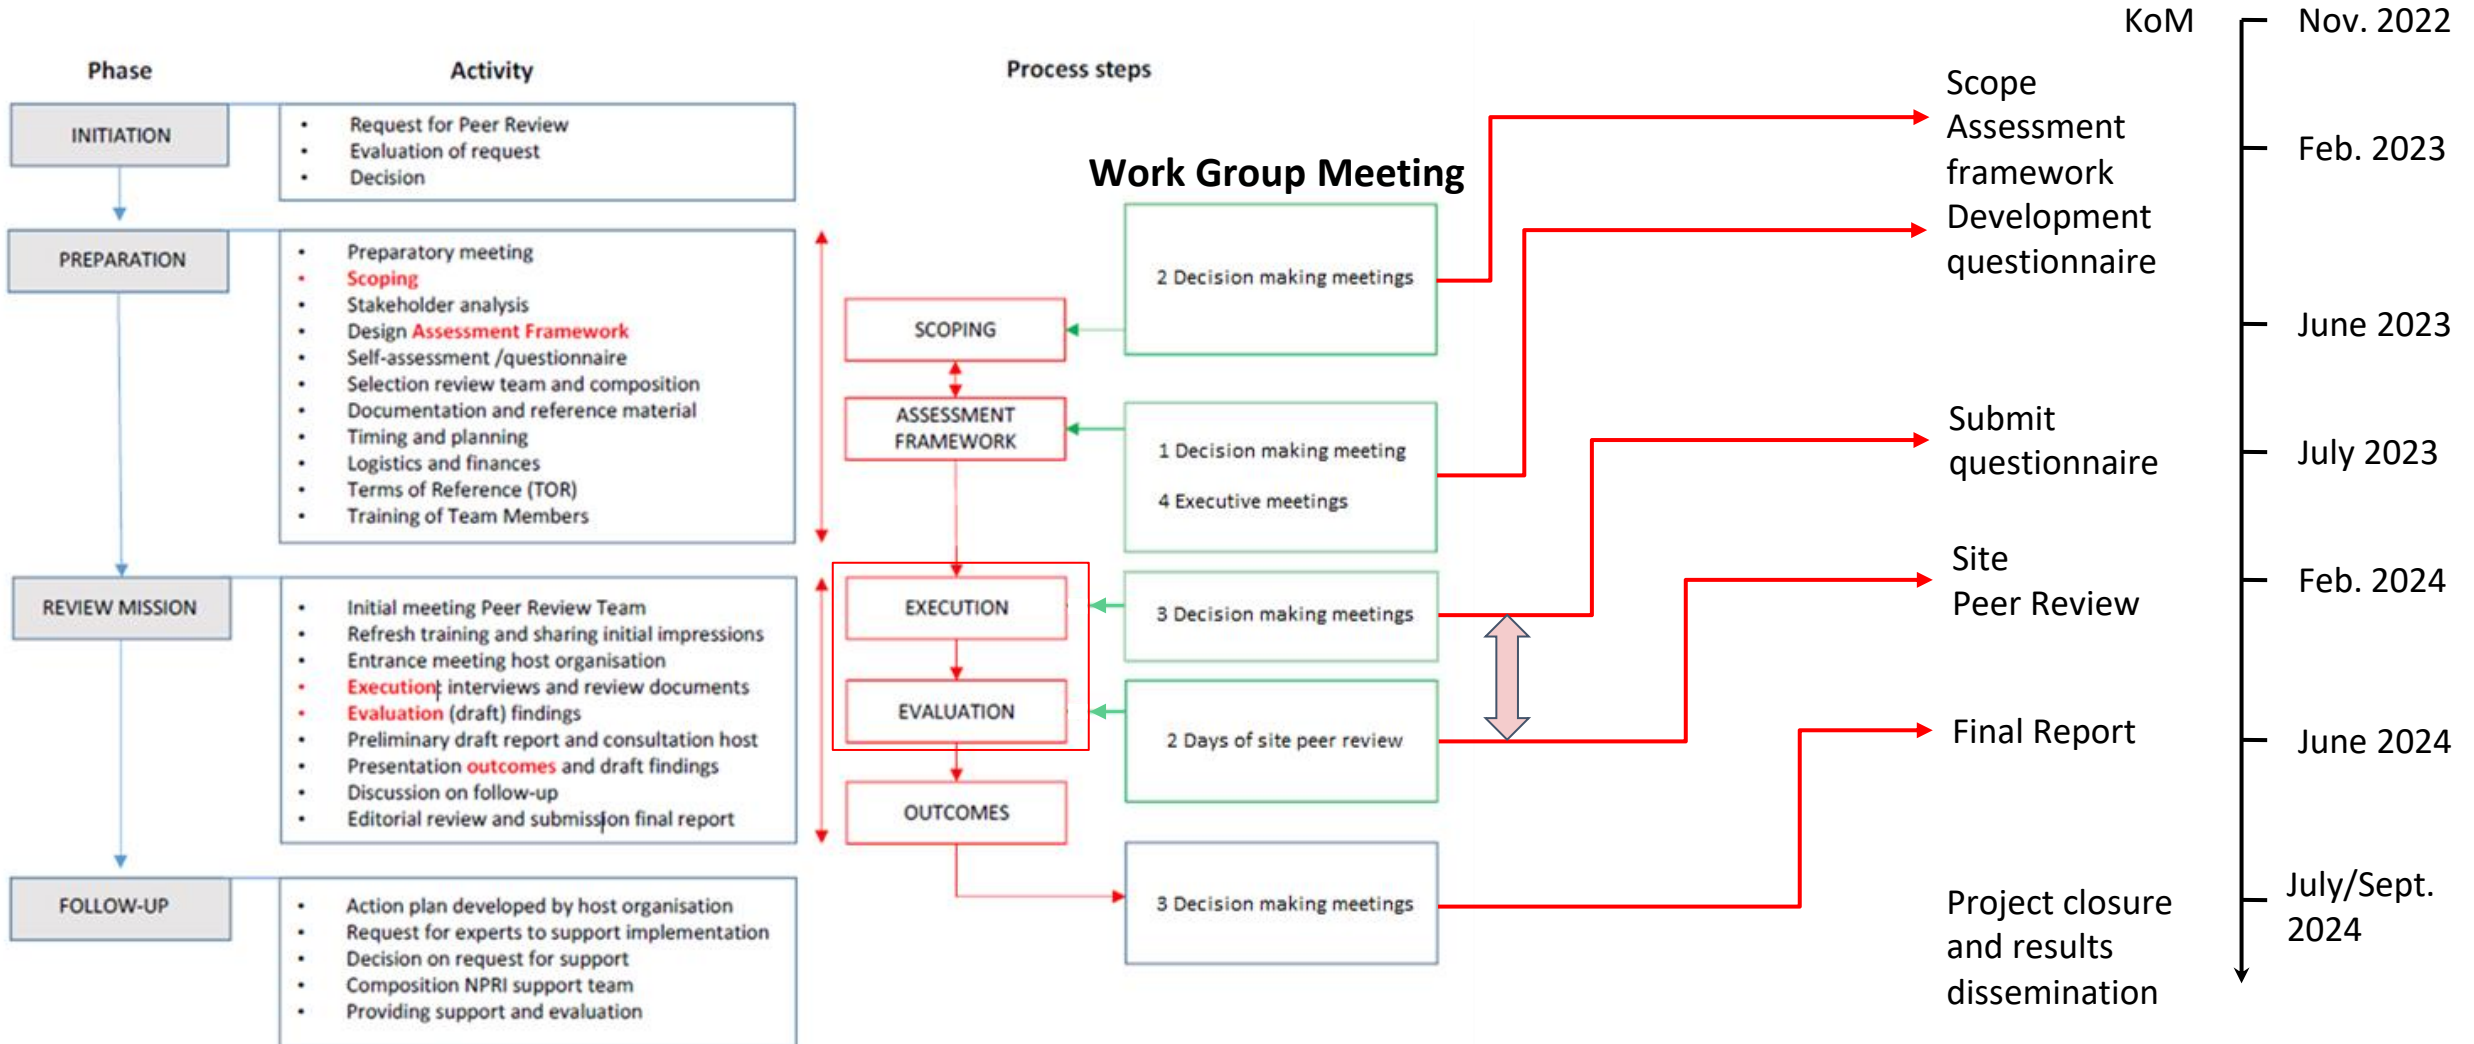 Phase
Activity
Process steps
INITIATION
• Request for Peer Review
• Evaluation of request
• Decision
PREPARATION
• Preparatory meeting
• Scoping
• Stakeholder analysis
• Design Assessment Framework
• Self-assessment /questionnaire
• Selection review team and composition
• Documentation and reference material
• Timing and planning
• Logistics and finances
• Terms of Reference (TOR)
• Training of Team Members
REVIEW MISSION
• Initial meeting Peer Review Team
• Refresh training and sharing initial impressions
• Entrance meeting host organisation
• Execution: interviews and review documents
• Evaluation (draft) findings
• Preliminary draft report and consultation host
• Presentation outcomes and draft findings
• Discussion on follow-up
• Editorial review and submission final report
FOLLOW-UP
• Action plan developed by host organisation
• Request for experts to support implementation
• Decision on request for support
• Composition NPRI support team
• Providing support and evaluation
SCOPING
ASSESSMENT
FRAMEWORK
EXECUTION
EVALUATION
OUTCOMES
Work Group Meeting
2 Decision making meetings
1 Decision making meeting
4 Executive meetings
3 Decision making meetings
2 Days of site peer review
3 Decision making meetings
KoM
Scope
Assessment
framework
Development
questionnaire
Submit
questionnaire
Site
Peer Review
Final Report
Project closure
and results
dissemination
Nov. 2022
Feb. 2023
June 2023
July 2023
Feb. 2024
June 2024
July/Sept.
2024